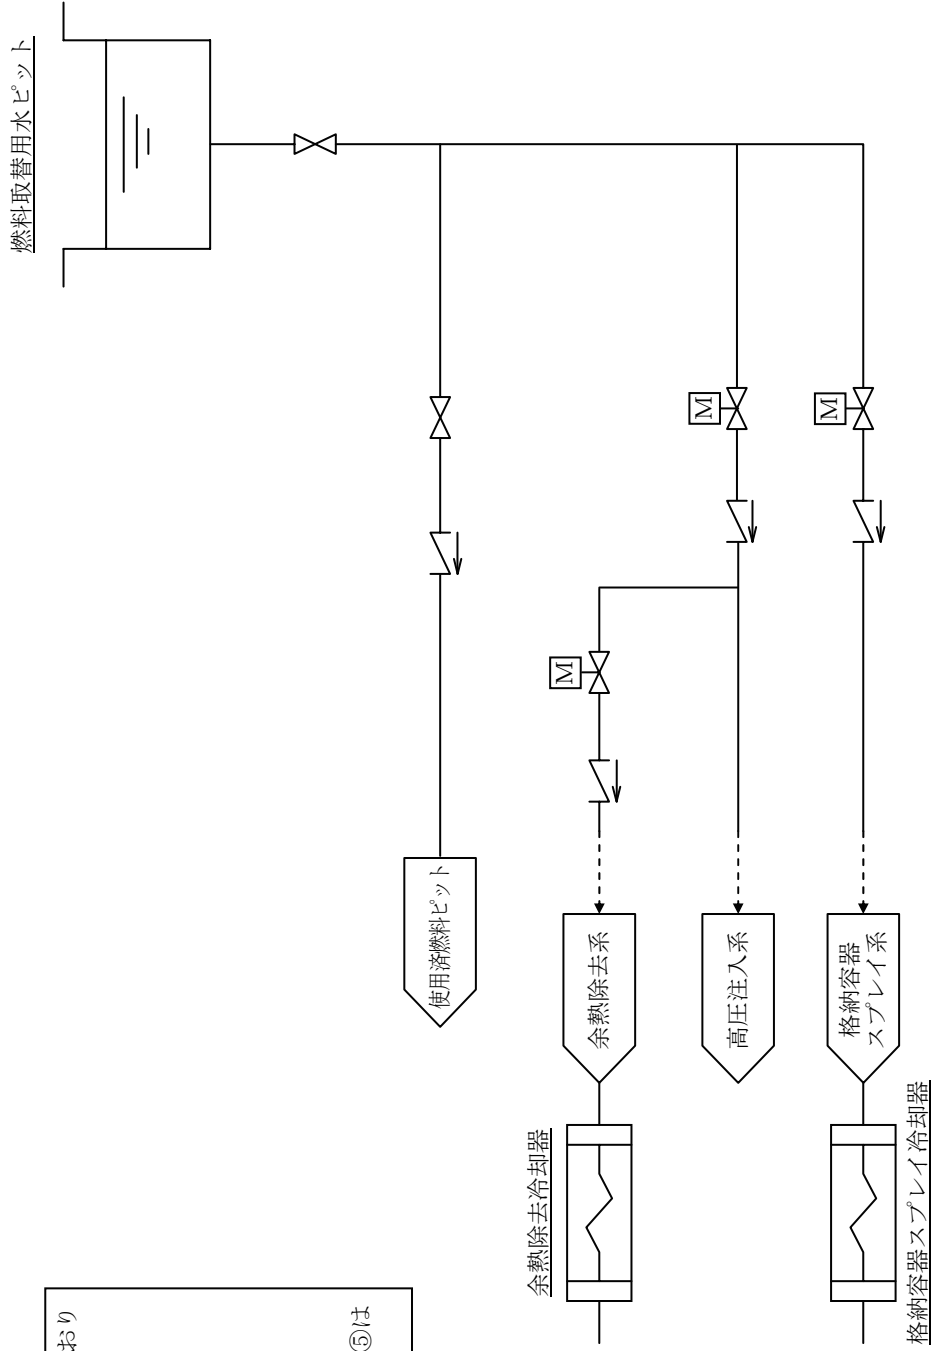 燃料取替用水ピット
M
M
M
使用済燃料ピット
余熱除去系
高圧注入系
格納容器
スプレイ系
余熱除去冷却器
格納容器スプレイ冷却器
おり
⑤は